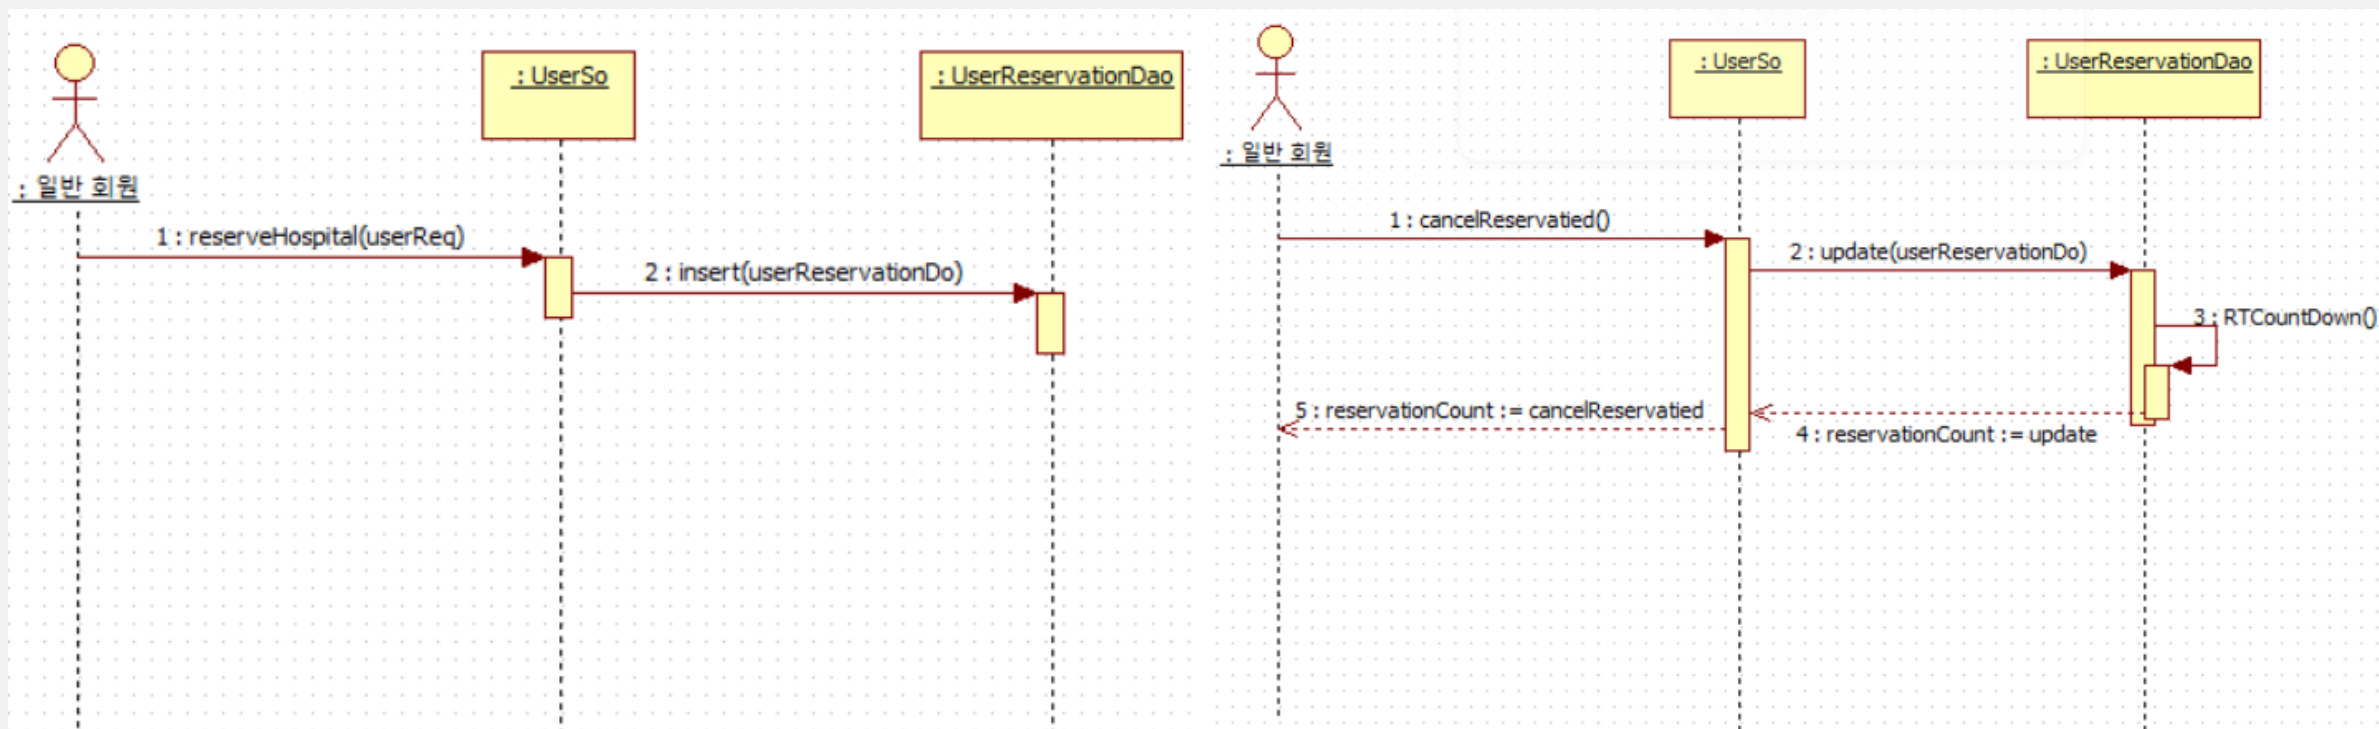 : UserSo
: UserReservationDao
: 일반 회원
1 : reserveHospital(userReq)
2 : insert(userReservationDo)
: UserSo
: UserReservationDao
: 일반 회원
1 : cancelReservatied()
2 : update(userReservationDo)
3 : RTCountDown()
5 : reservationCount := cancelReservatied
4 : reservationCount := update